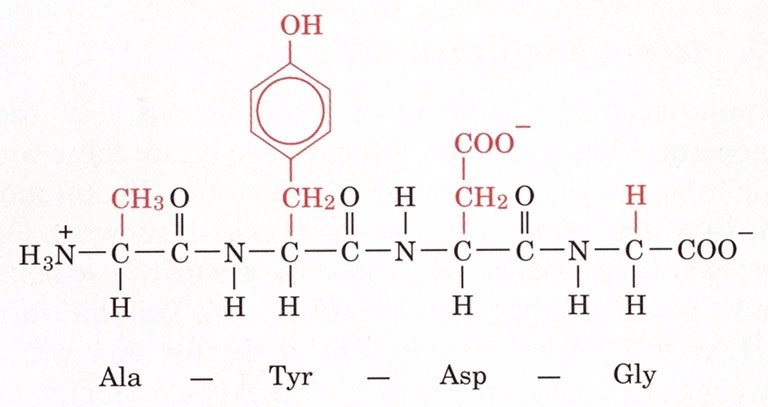 OH
COO⁻
CH3 O CH2 O H CH2 O H
H₃N⁺—C—C—N—C—C—N—C—C—N—C—COO⁻
H H H H H H
Ala — Tyr — Asp — Gly